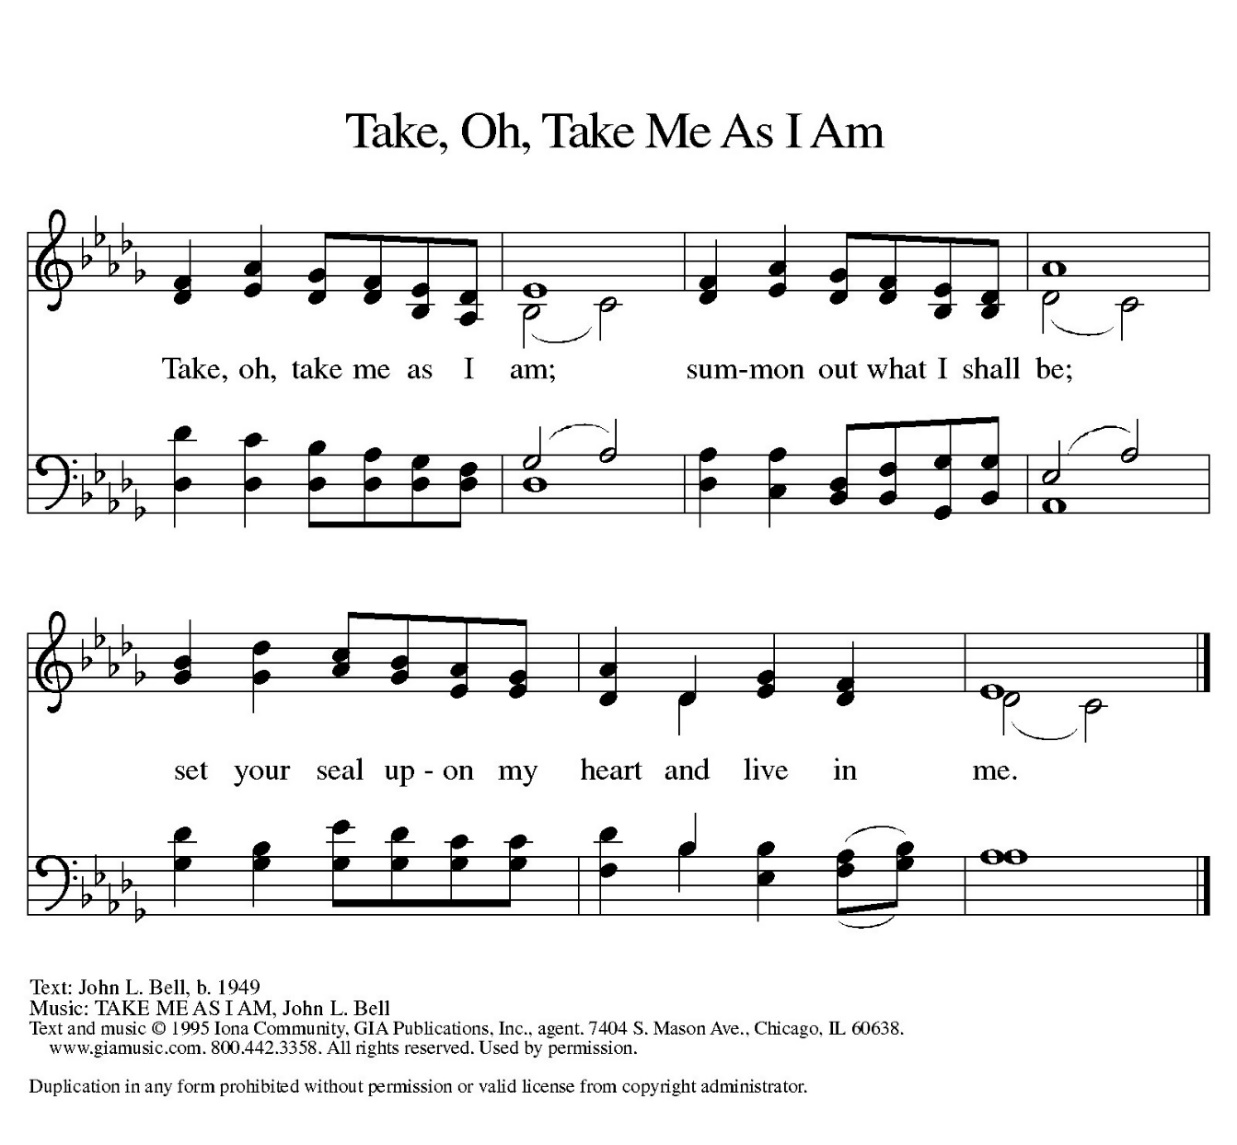 Take, Oh, Take Me As I Am
Take, oh, take me as I am; sum-mon out what I shall be;
set your seal up - on my heart and live in me.
Text: John L. Bell, b. 1949
Music: TAKE ME AS I AM, John L. Bell
Text and music © 1995 Iona Community, GIA Publications, Inc., agent. 7404 S. Mason Ave., Chicago, IL 60638.
www.giamusic.com. 800.442.3358. All rights reserved. Used by permission.
Duplication in any form prohibited without permission or valid license from copyright administrator.